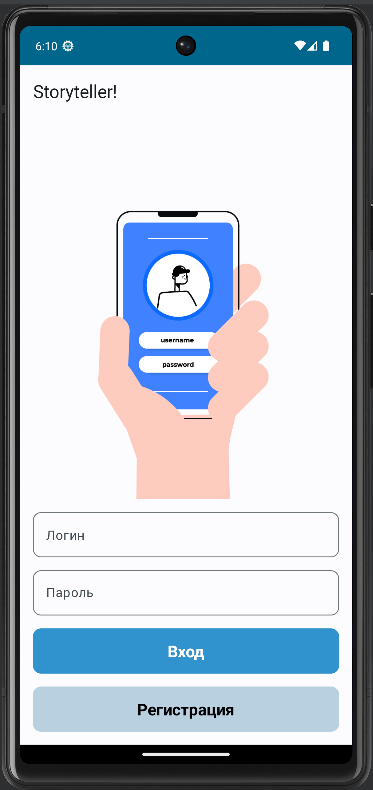 6:10
Storyteller!
username
password
Логин
Пароль
Вход
Регистрация